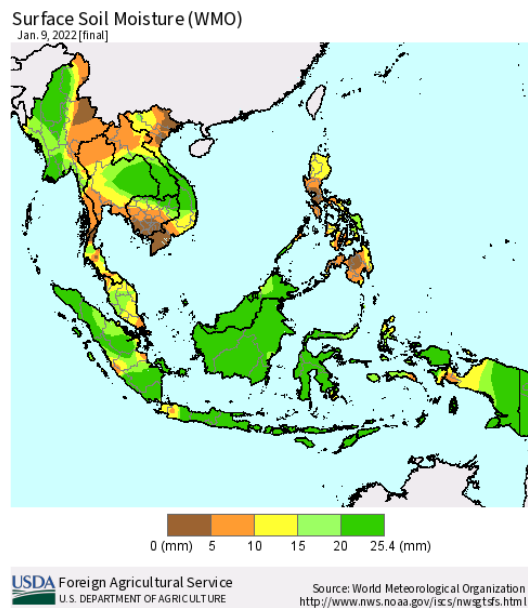 Surface Soil Moisture (WMO)
Jan. 9, 2022 [final]
0 (mm) 5 10 15 20 25.4 (mm)
USDA Foreign Agricultural Service
U.S. DEPARTMENT OF AGRICULTURE
Source: World Meteorological Organization
http://www.nws.noaa.gov/iscs/nwsgtsfs.html